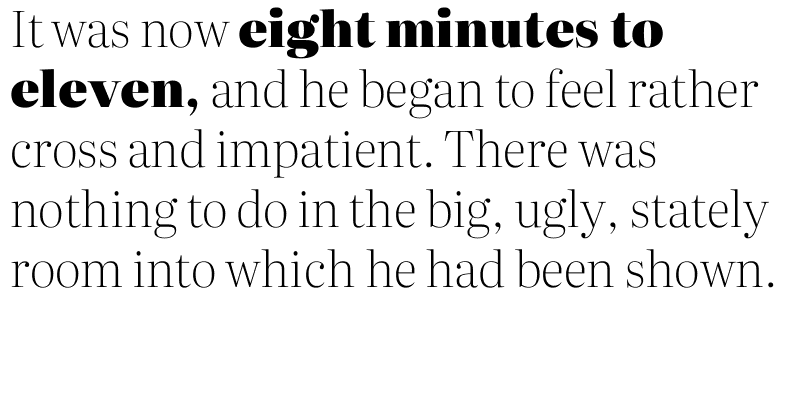 It was now eight minutes to
eleven, and he began to feel rather
cross and impatient. There was
nothing to do in the big, ugly, stately
room into which he had been shown.